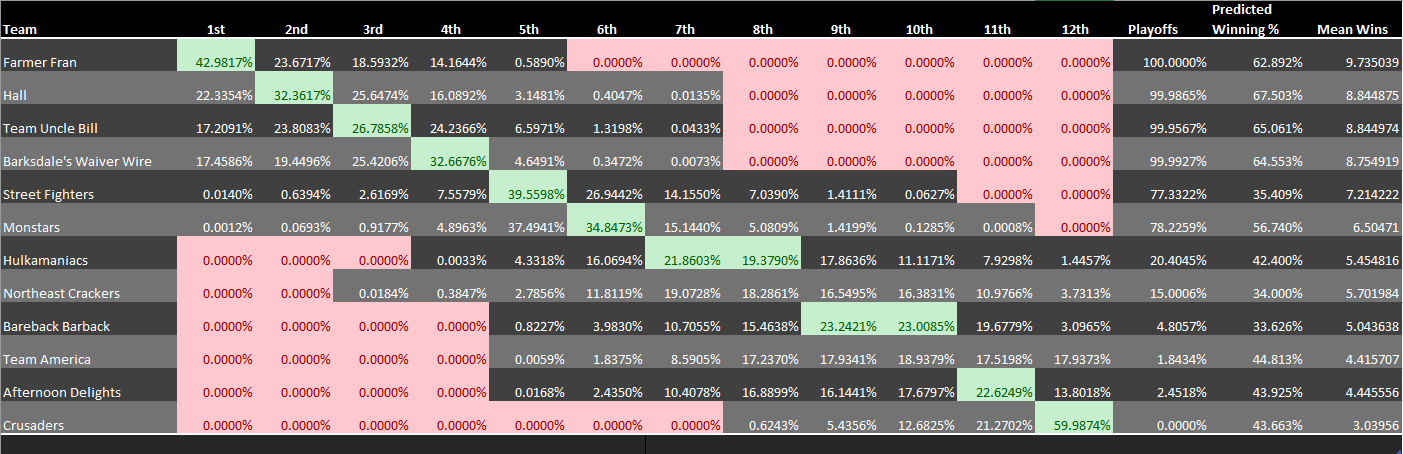 Predicted
Team 1st 2nd 3rd 4th 5th 6th 7th 8th 9th 10th 11th 12th Playoffs Winning % Mean Wins
Farmer Fran 42.9817% 23.6717% 18.5932% 14.1644% 0.5890% 0.0000% 0.0000% 0.0000% 0.0000% 0.0000% 0.0000% 0.0000% 100.0000% 62.892% 9.735039
Hall 22.3354% 32.3617% 25.6474% 16.0892% 3.1481% 0.4047% 0.0135% 0.0000% 0.0000% 0.0000% 0.0000% 0.0000% 99.9865% 67.503% 8.844875
Team Uncle Bill 17.2091% 23.8083% 26.7858% 24.2366% 6.5971% 1.3198% 0.0433% 0.0000% 0.0000% 0.0000% 0.0000% 0.0000% 99.9567% 65.061% 8.844974
Barksdale's Waiver Wire 17.4586% 19.4496% 25.4206% 32.6676% 4.6491% 0.3472% 0.0073% 0.0000% 0.0000% 0.0000% 0.0000% 0.0000% 99.9927% 64.553% 8.754919
Street Fighters 0.0140% 0.6394% 2.6169% 7.5579% 39.5598% 26.9442% 14.1550% 7.0390% 1.4111% 0.0627% 0.0000% 0.0000% 77.3322% 35.409% 7.214222
Monstars 0.0012% 0.0693% 0.9177% 4.8963% 37.4941% 34.8473% 15.1440% 5.0809% 1.4199% 0.1285% 0.0008% 0.0000% 78.2259% 56.740% 6.50471
Hulkamaniacs 0.0000% 0.0000% 0.0000% 0.0033% 4.3318% 16.0694% 21.8603% 19.3790% 17.8636% 11.1171% 7.9298% 1.4457% 20.4045% 42.400% 5.454816
Northeast Crackers 0.0000% 0.0000% 0.0184% 0.3847% 2.7856% 11.8119% 19.0728% 18.2861% 16.5495% 16.3831% 10.9766% 3.7313% 15.0006% 34.000% 5.701984
Bareback Barback 0.0000% 0.0000% 0.0000% 0.0000% 0.8227% 3.9830% 10.7055% 15.4638% 23.2421% 23.0085% 19.6779% 3.0965% 4.8057% 33.626% 5.043638
Team America 0.0000% 0.0000% 0.0000% 0.0000% 0.0059% 1.8375% 8.5905% 17.2370% 17.9341% 18.9379% 17.5198% 17.9373% 1.8434% 44.813% 4.415707
Afternoon Delights 0.0000% 0.0000% 0.0000% 0.0000% 0.0168% 2.4350% 10.4078% 16.8899% 16.1441% 17.6797% 22.6249% 13.8018% 2.4518% 43.925% 4.445556
Crusaders 0.0000% 0.0000% 0.0000% 0.0000% 0.0000% 0.0000% 0.0000% 0.6243% 5.4356% 12.6825% 21.2702% 59.9874% 0.0000% 43.663% 3.03956